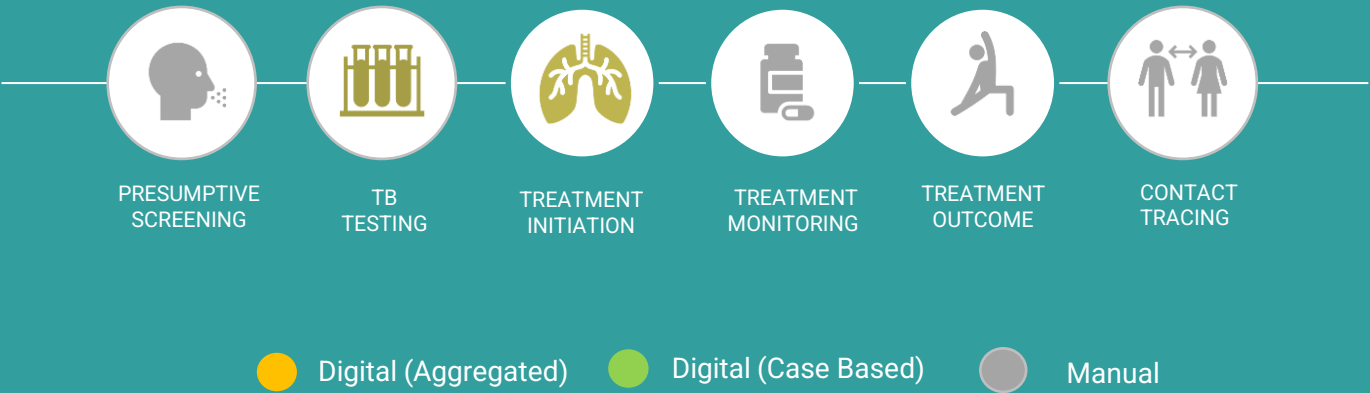 PRESUMPTIVE
SCREENING
TB
TESTING
TREATMENT
INITIATION
TREATMENT
MONITORING
TREATMENT
OUTCOME
CONTACT
TRACING
Digital (Aggregated)
Digital (Case Based)
Manual